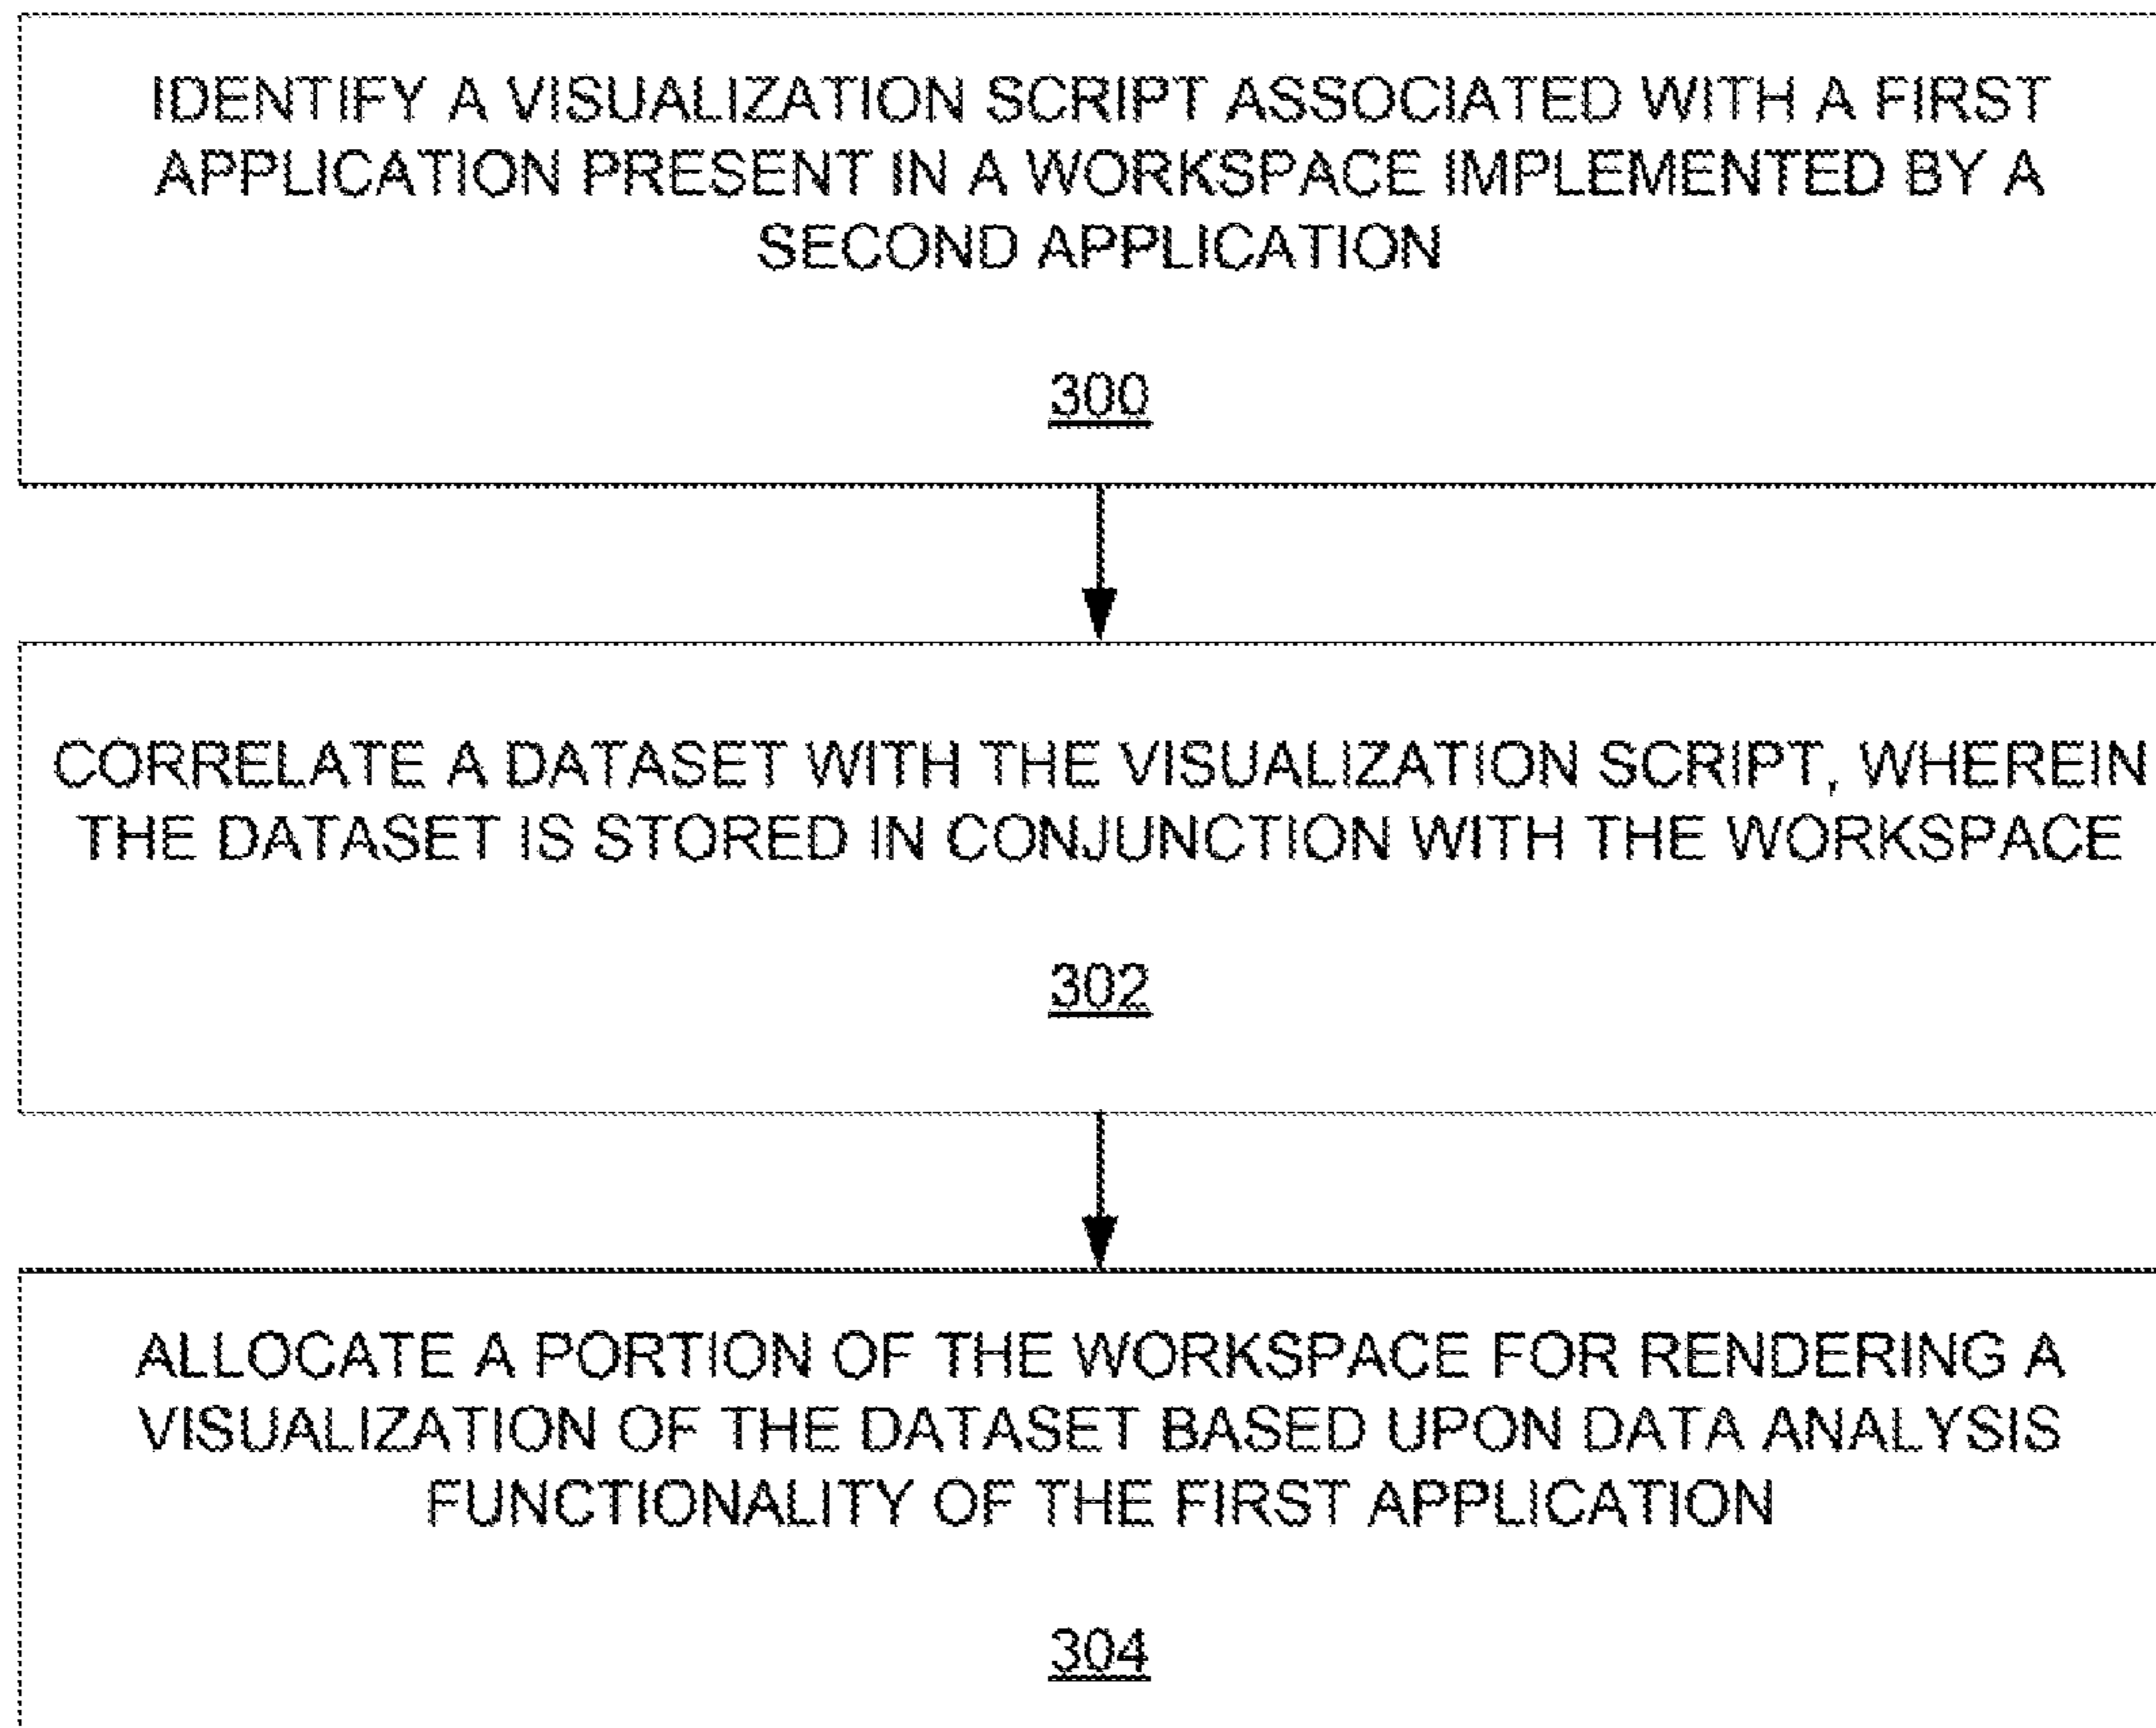 IDENTIFY A VISUALIZATION SCRIPT ASSOCIATED WITH A FIRST
APPLICATION PRESENT IN A WORKSPACE IMPLEMENTED BY A
SECOND APPLICATION
300
CORRELATE A DATASET WITH THE VISUALIZATION SCRIPT, WHEREIN
THE DATASET IS STORED IN CONJUNCTION WITH THE WORKSPACE
302
ALLOCATE A PORTION OF THE WORKSPACE FOR RENDERING A
VISUALIZATION OF THE DATASET BASED UPON DATA ANALYSIS
FUNCTIONALITY OF THE FIRST APPLICATION
304